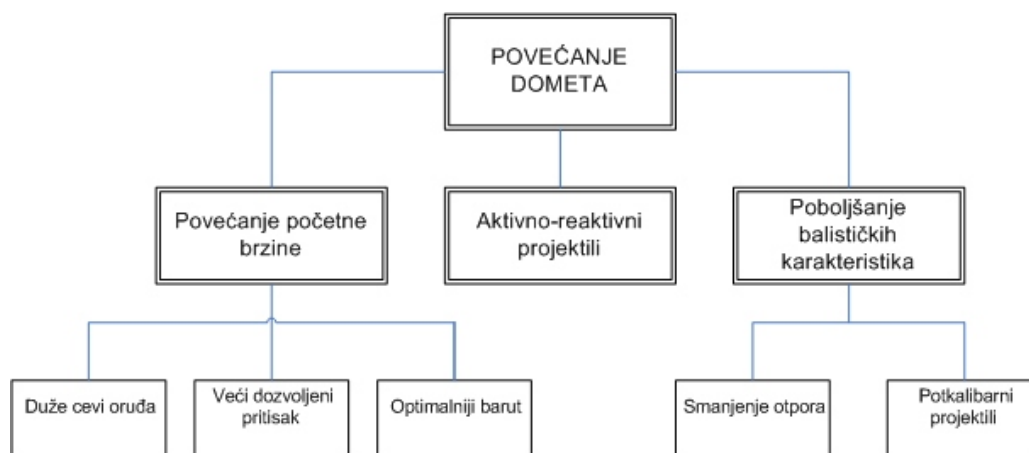 POVEĆANJE
DOMETA
Povećanje početne
brzine
Aktivno-reaktivni
projektili
Poboljšanje
balističkih
karakteristika
Duže cevi oruđa
Veći dozvoljeni
pritisak
Optimalniji barut
Smanjenje otpora
Potkalibarni
projektili